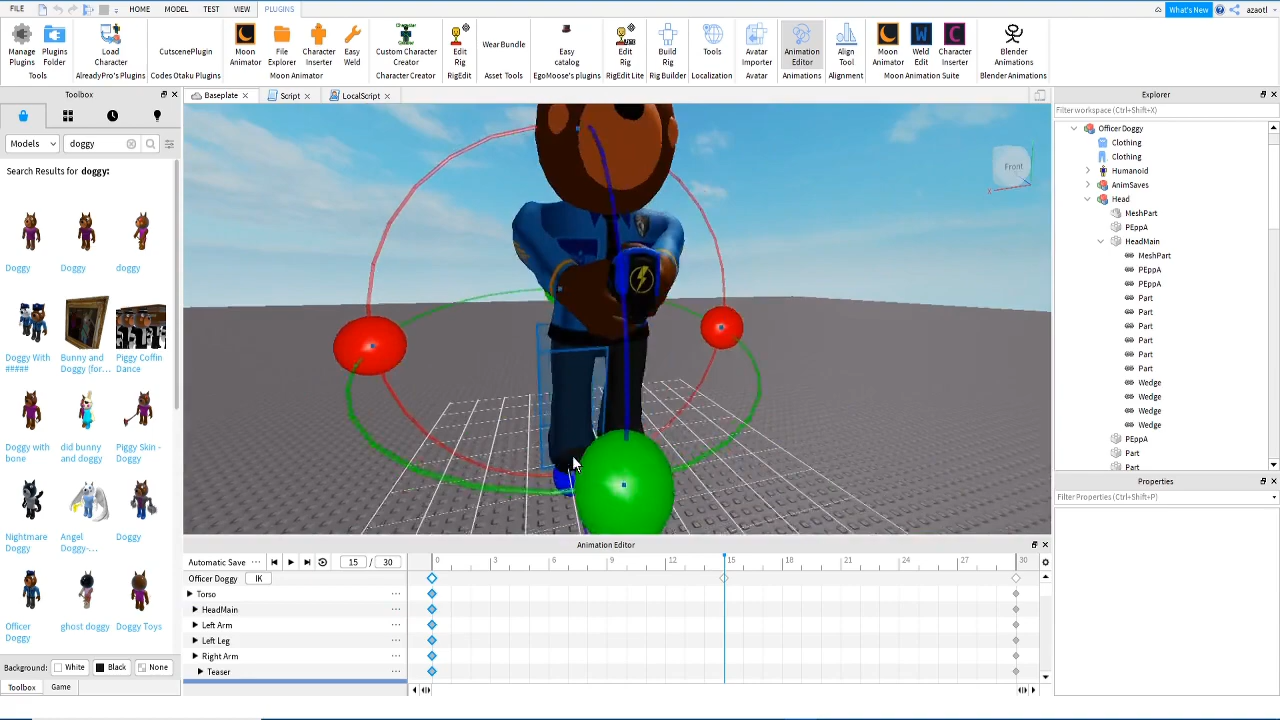 FILE HOME MODEL TEST VIEW PLUGINS What's New azaotl
Manage Plugins
Plugins Folder
Tools
Load Character
AlreadyPro's Plugins
CutscenePlugin
Codes Otaku Plugins
Moon Animator
File Explorer
Character Inserter
Easy Weld
Moon Animator
Custom Character Creator
Character Creator
Edit Rig
RigEdit
Wear Bundle
Asset Tools
Easy catalog
EgoMoose's plugins
Edit Rig
RigEdit Lite
Build Rig
Rig Builder
Tools
Localization
Avatar Importer
Avatar
Animation Editor
Animations
Align Tool
Alignment
Moon Animator
Weld Edit
Character Inserter
Moon Animation Suite
Blender Animations
Blender Animations
Toolbox
Models doggy
Search Results for doggy:
Doggy Doggy doggy
Doggy With #####
Bunny and Doggy (for...
Piggy Coffin Dance
Doggy with bone
did bunny and doggy
Piggy Skin - Doggy
Nightmare Doggy
Angel Doggy-...
Doggy
Officer Doggy
ghost doggy
Doggy Toys
Background: White Black None
Toolbox Game
Baseplate Script LocalScript
Front
X
Animation Editor
Automatic Save ... 15 / 30 0 3 6 9 12 15 18 21 24 27 30
Officer Doggy IK
Torso ...
HeadMain ...
Left Arm ...
Left Leg ...
Right Arm ...
Teaser ...
Explorer
Filter workspace (Ctrl+Shift+X)
Officer Doggy
Clothing
Clothing
Humanoid
AnimSaves
Head
MeshPart
PEppA
HeadMain
MeshPart
PEppA
PEppA
Part
Part
Part
Part
Part
Part
Wedge
Wedge
Wedge
Wedge
PEppA
Part
Part
Properties
Filter Properties (Ctrl+Shift+P)